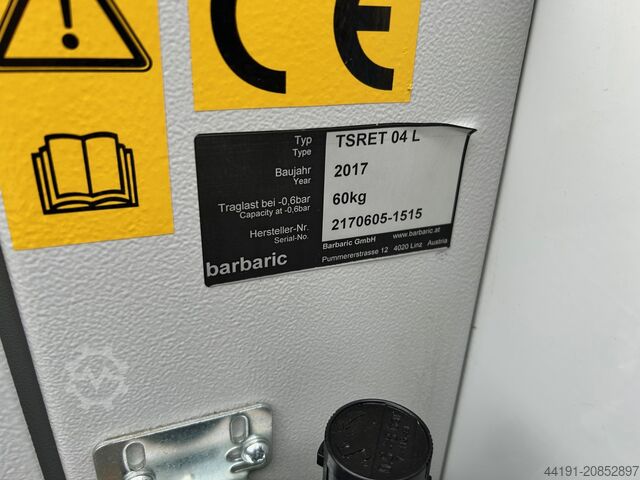 CE
Typ TSRET 04 L
Type
Baujahr 2017
Year
Traglast bei -0,6bar 60kg
Capacity at -0,6bar
Hersteller-Nr. 2170605-1515
Serial-No.
barbaric
Barbaric GmbH www.barbaric.at
Pummererstrasse 12 4020 Linz Austria
44191-20852897